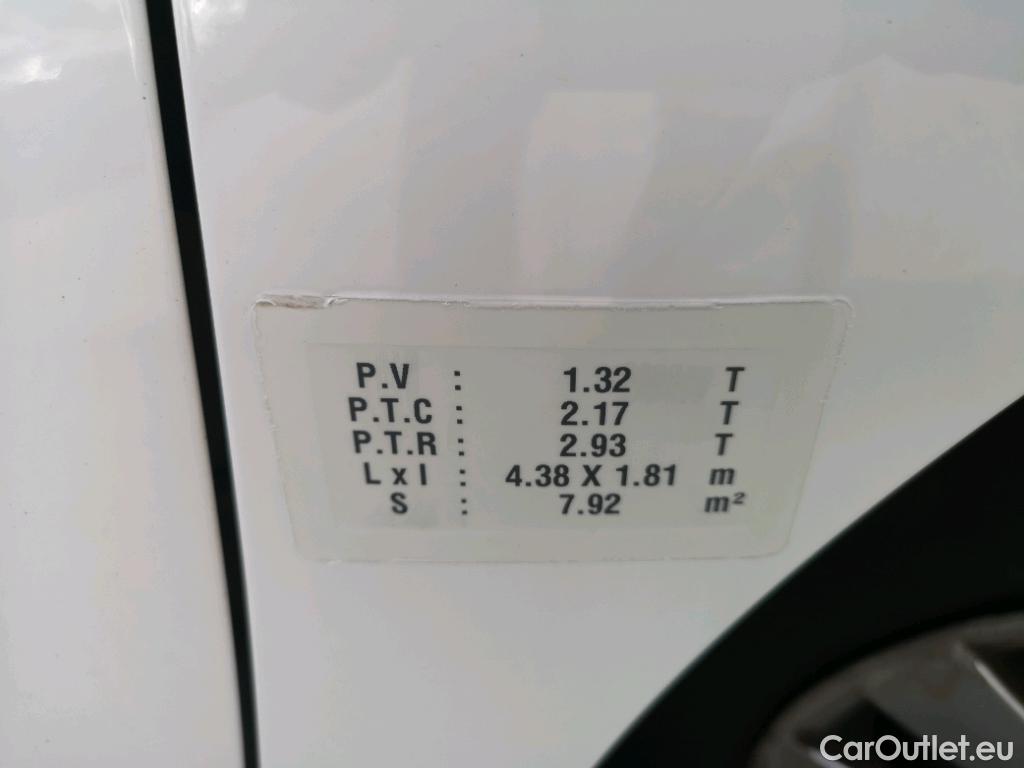 P.V : 1.32 T
P.T.C : 2.17 T
P.T.R : 2.93 T
L x l : 4.38 X 1.81 m
S : 7.92 m²
CarOutlet.eu